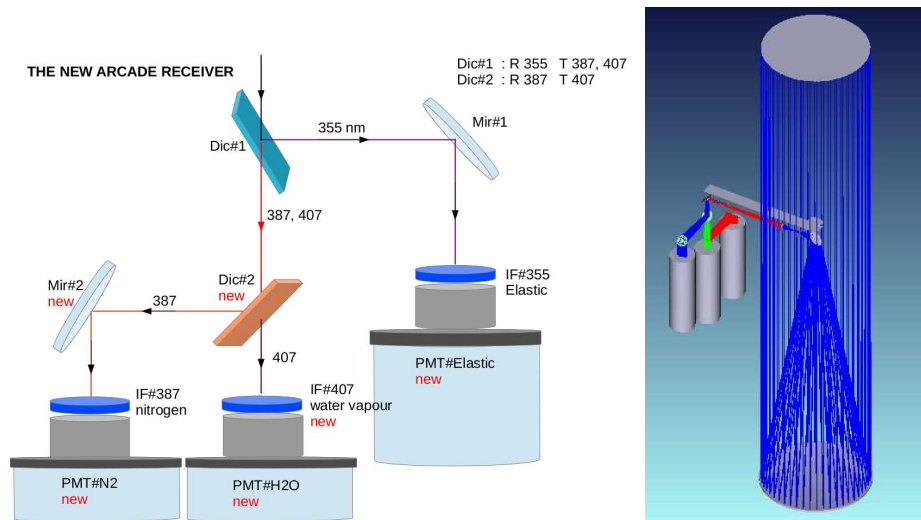 THE NEW ARCADE RECEIVER
Dic#1 : R 355 T 387, 407
Dic#2 : R 387 T 407
Mir#1
355 nm
Dic#1
387, 407
Mir#2
new
387
Dic#2
new
IF#355
Elastic
407
PMT#Elastic
new
IF#387
nitrogen
IF#407
water vapour
new
PMT#N2
new
PMT#H2O
new